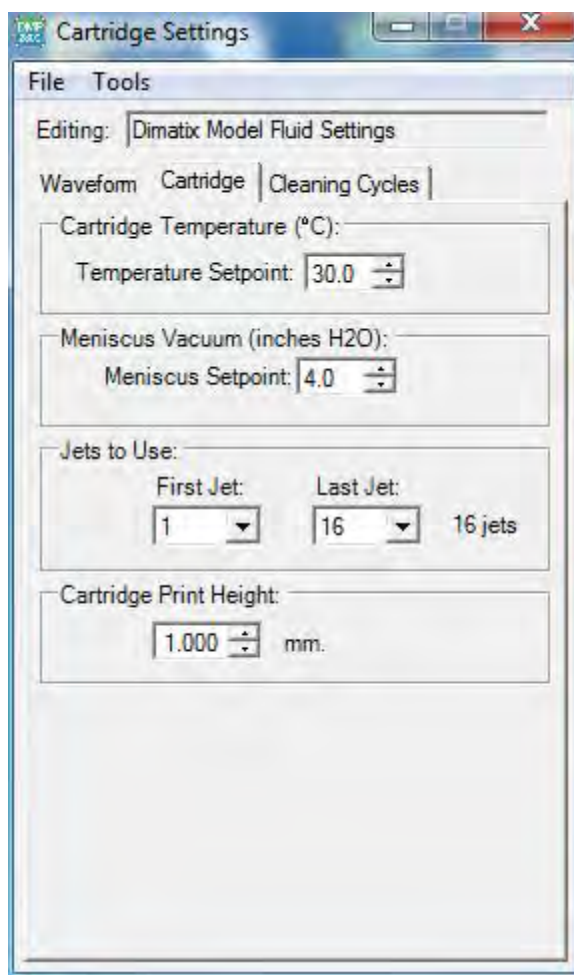 Cartridge Settings
File Tools
Editing: Dimatix Model Fluid Settings
Waveform Cartridge Cleaning Cycles
Cartridge Temperature (°C):
Temperature Setpoint: 30.0
Meniscus Vacuum (inches H2O):
Meniscus Setpoint: 4.0
Jets to Use:
First Jet: Last Jet:
1 16 16 jets
Cartridge Print Height:
1.000 mm.